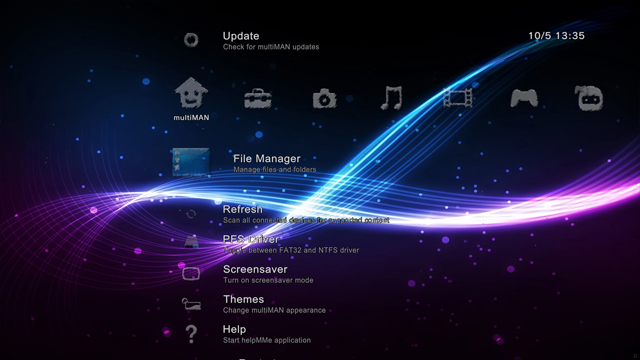 Update
Check for multiMAN updates
10/5 13:35
multiMAN
File Manager
Manage files and folders
Refresh
Scan all connected devices for supported content
PFS Driver
Toggle between FAT32 and NTFS driver
Screensaver
Turn on screensaver mode
Themes
Change multiMAN appearance
Help
Start helpMMe application